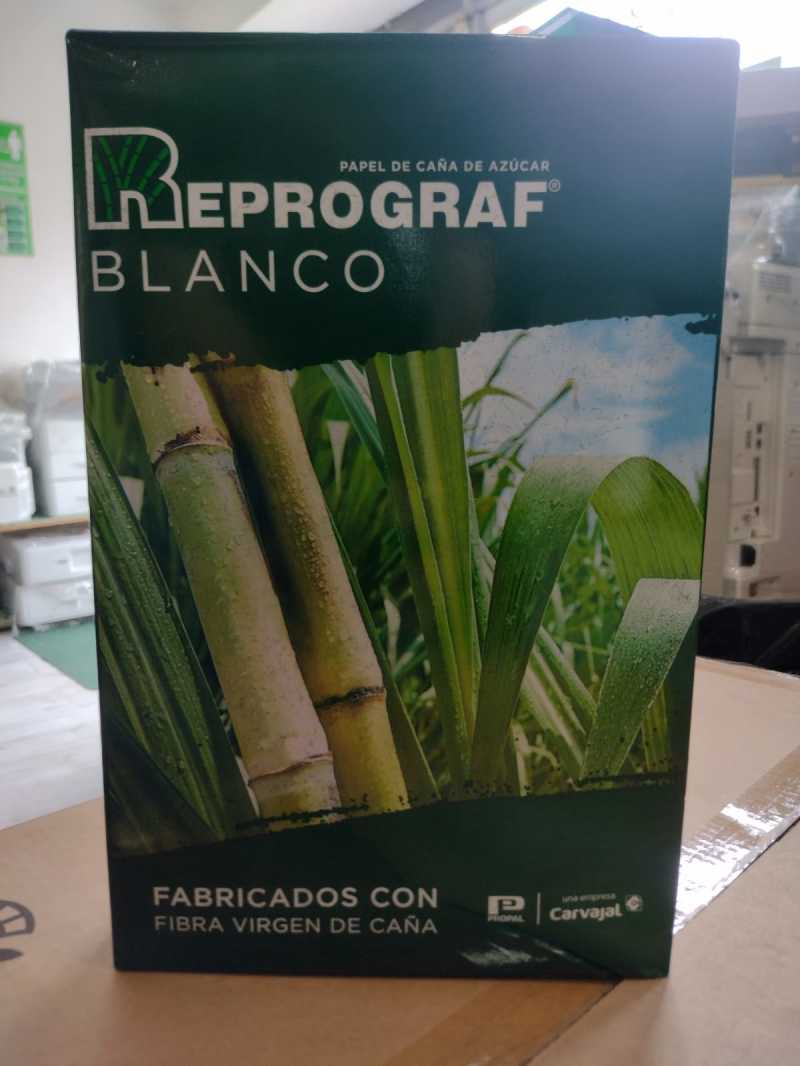 PAPEL DE CAÑA DE AZÚCAR
REPROGRAF®
BLANCO
FABRICADOS CON
FIBRA VIRGEN DE CAÑA
PROPAL
una empresa
Carvajal